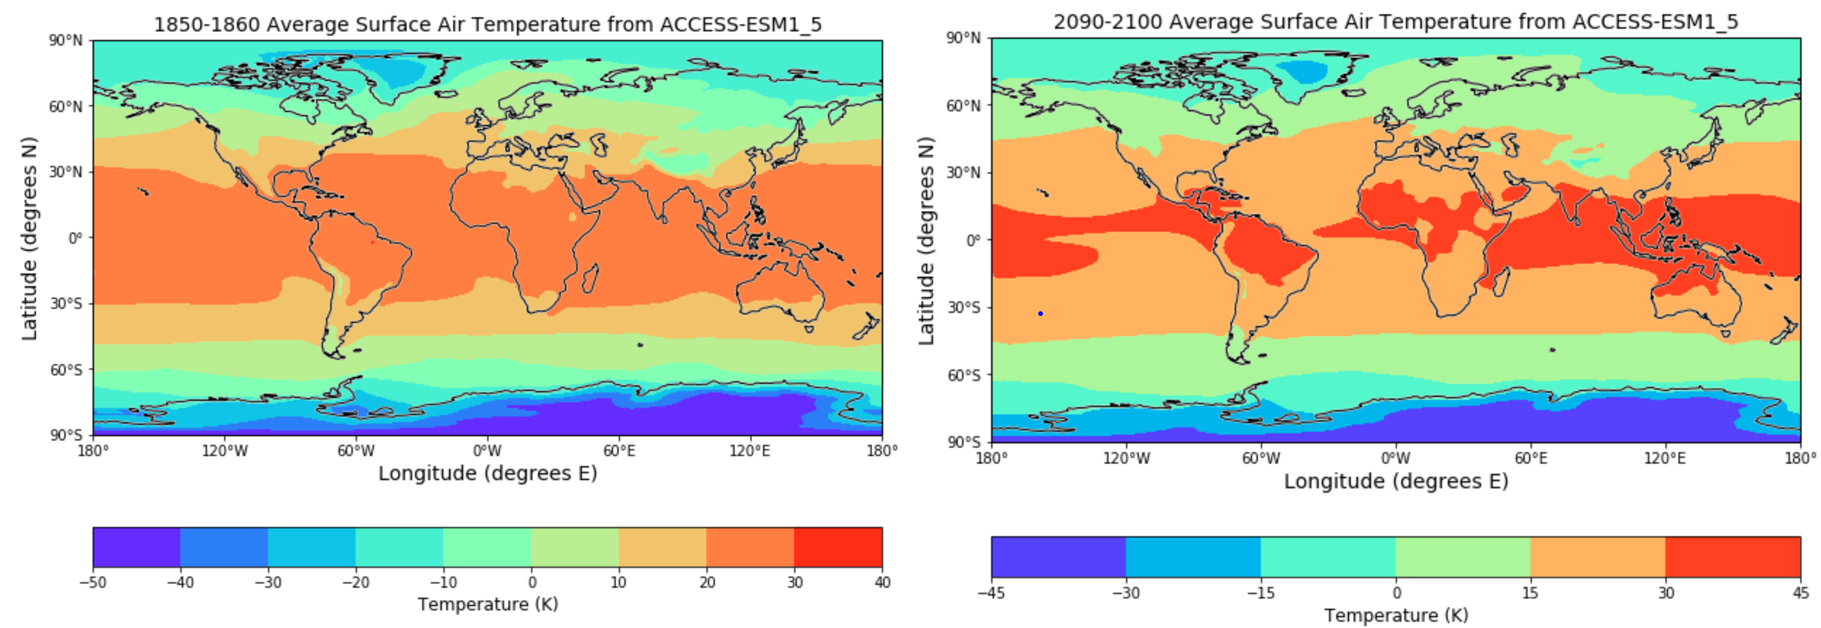 1850-1860 Average Surface Air Temperature from ACCESS-ESM1_5
90°N
60°N
30°N
0°
30°S
60°S
90°S
Latitude (degrees N)
180° 120°W 60°W 0°W 60°E 120°E 180°
Longitude (degrees E)
−50 −40 −30 −20 −10 0 10 20 30 40
Temperature (K)
2090-2100 Average Surface Air Temperature from ACCESS-ESM1_5
90°N
60°N
30°N
0°
30°S
60°S
90°S
Latitude (degrees N)
180° 120°W 60°W 0°W 60°E 120°E 180°
Longitude (degrees E)
−45 −30 −15 0 15 30 45
Temperature (K)